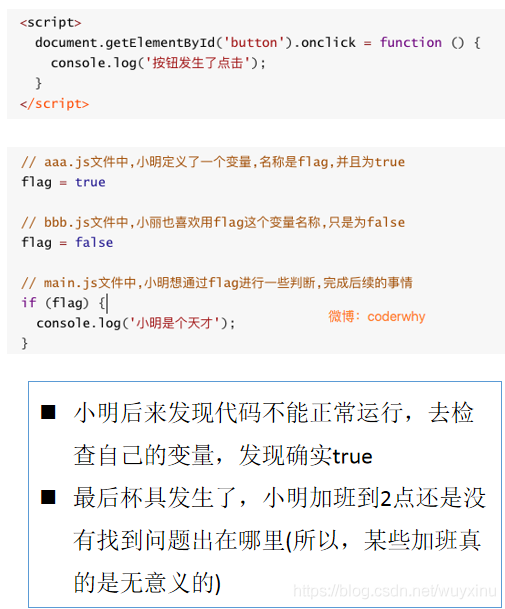 <script>
document.getElementById('button').onclick = function () {
console.log('按钮发生了点击');
}
</script>
// aaa.js文件中,小明定义了一个变量,名称是flag,并且为true
flag = true
// bbb.js文件中,小丽也喜欢用flag这个变量名称,只是为false
flag = false
// main.js文件中,小明想通过flag进行一些判断,完成后续的事情
if (flag) {
console.log('小明是个天才');
}
微博：coderwhy
■ 小明后来发现代码不能正常运行，去检
查自己的变量，发现确实true
■ 最后杯具发生了，小明加班到2点还是没
有找到问题出在哪里(所以，某些加班真
的是无意义的)
https://blog.csdn.net/wuyxinu